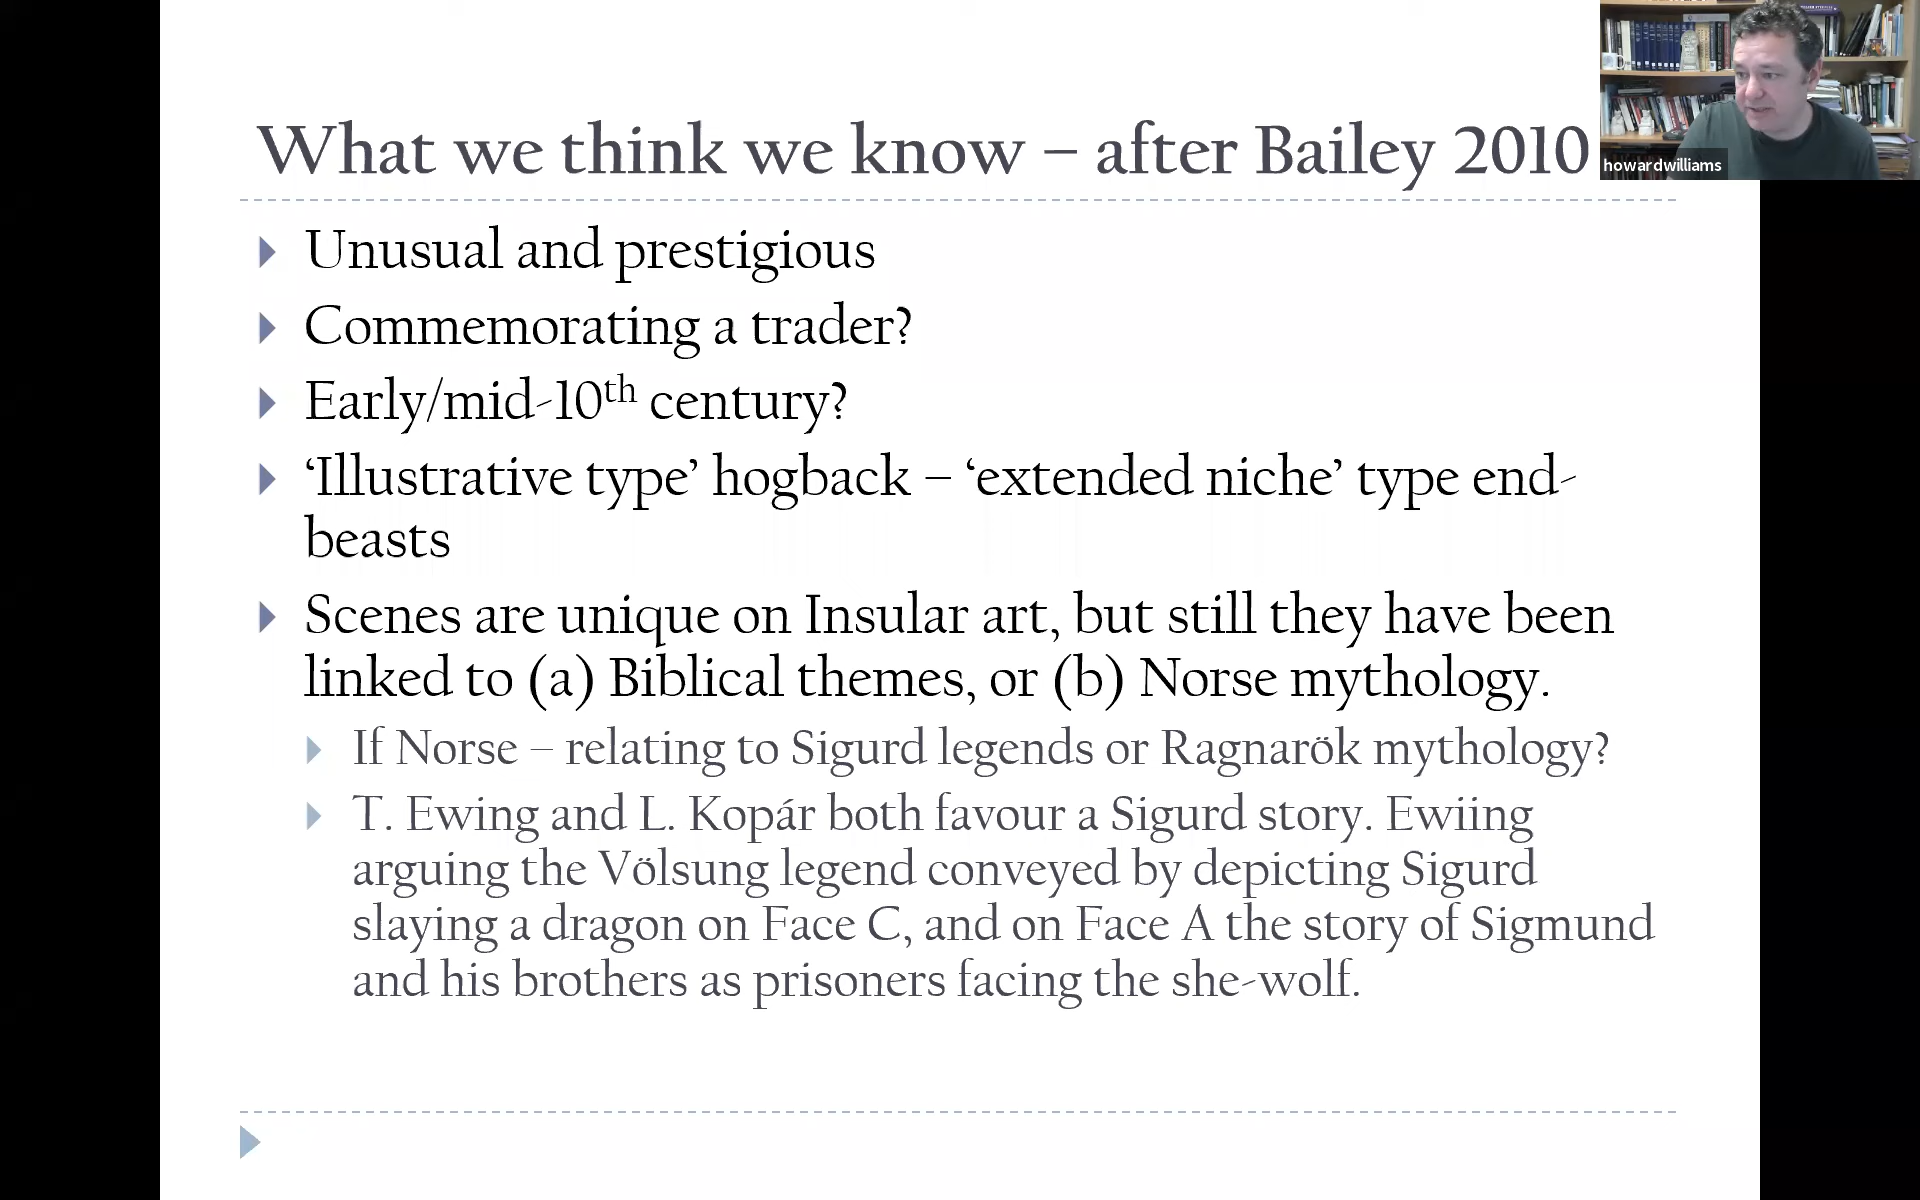 What we think we know – after Bailey 2010
howardwilliams
Unusual and prestigious
Commemorating a trader?
Early/mid-10th century?
‘Illustrative type’ hogback – ‘extended niche’ type end-
beasts
Scenes are unique on Insular art, but still they have been
linked to (a) Biblical themes, or (b) Norse mythology.
If Norse – relating to Sigurd legends or Ragnarök mythology?
T. Ewing and L. Kopár both favour a Sigurd story. Ewiing
arguing the Völsung legend conveyed by depicting Sigurd
slaying a dragon on Face C, and on Face A the story of Sigmund
and his brothers as prisoners facing the she-wolf.